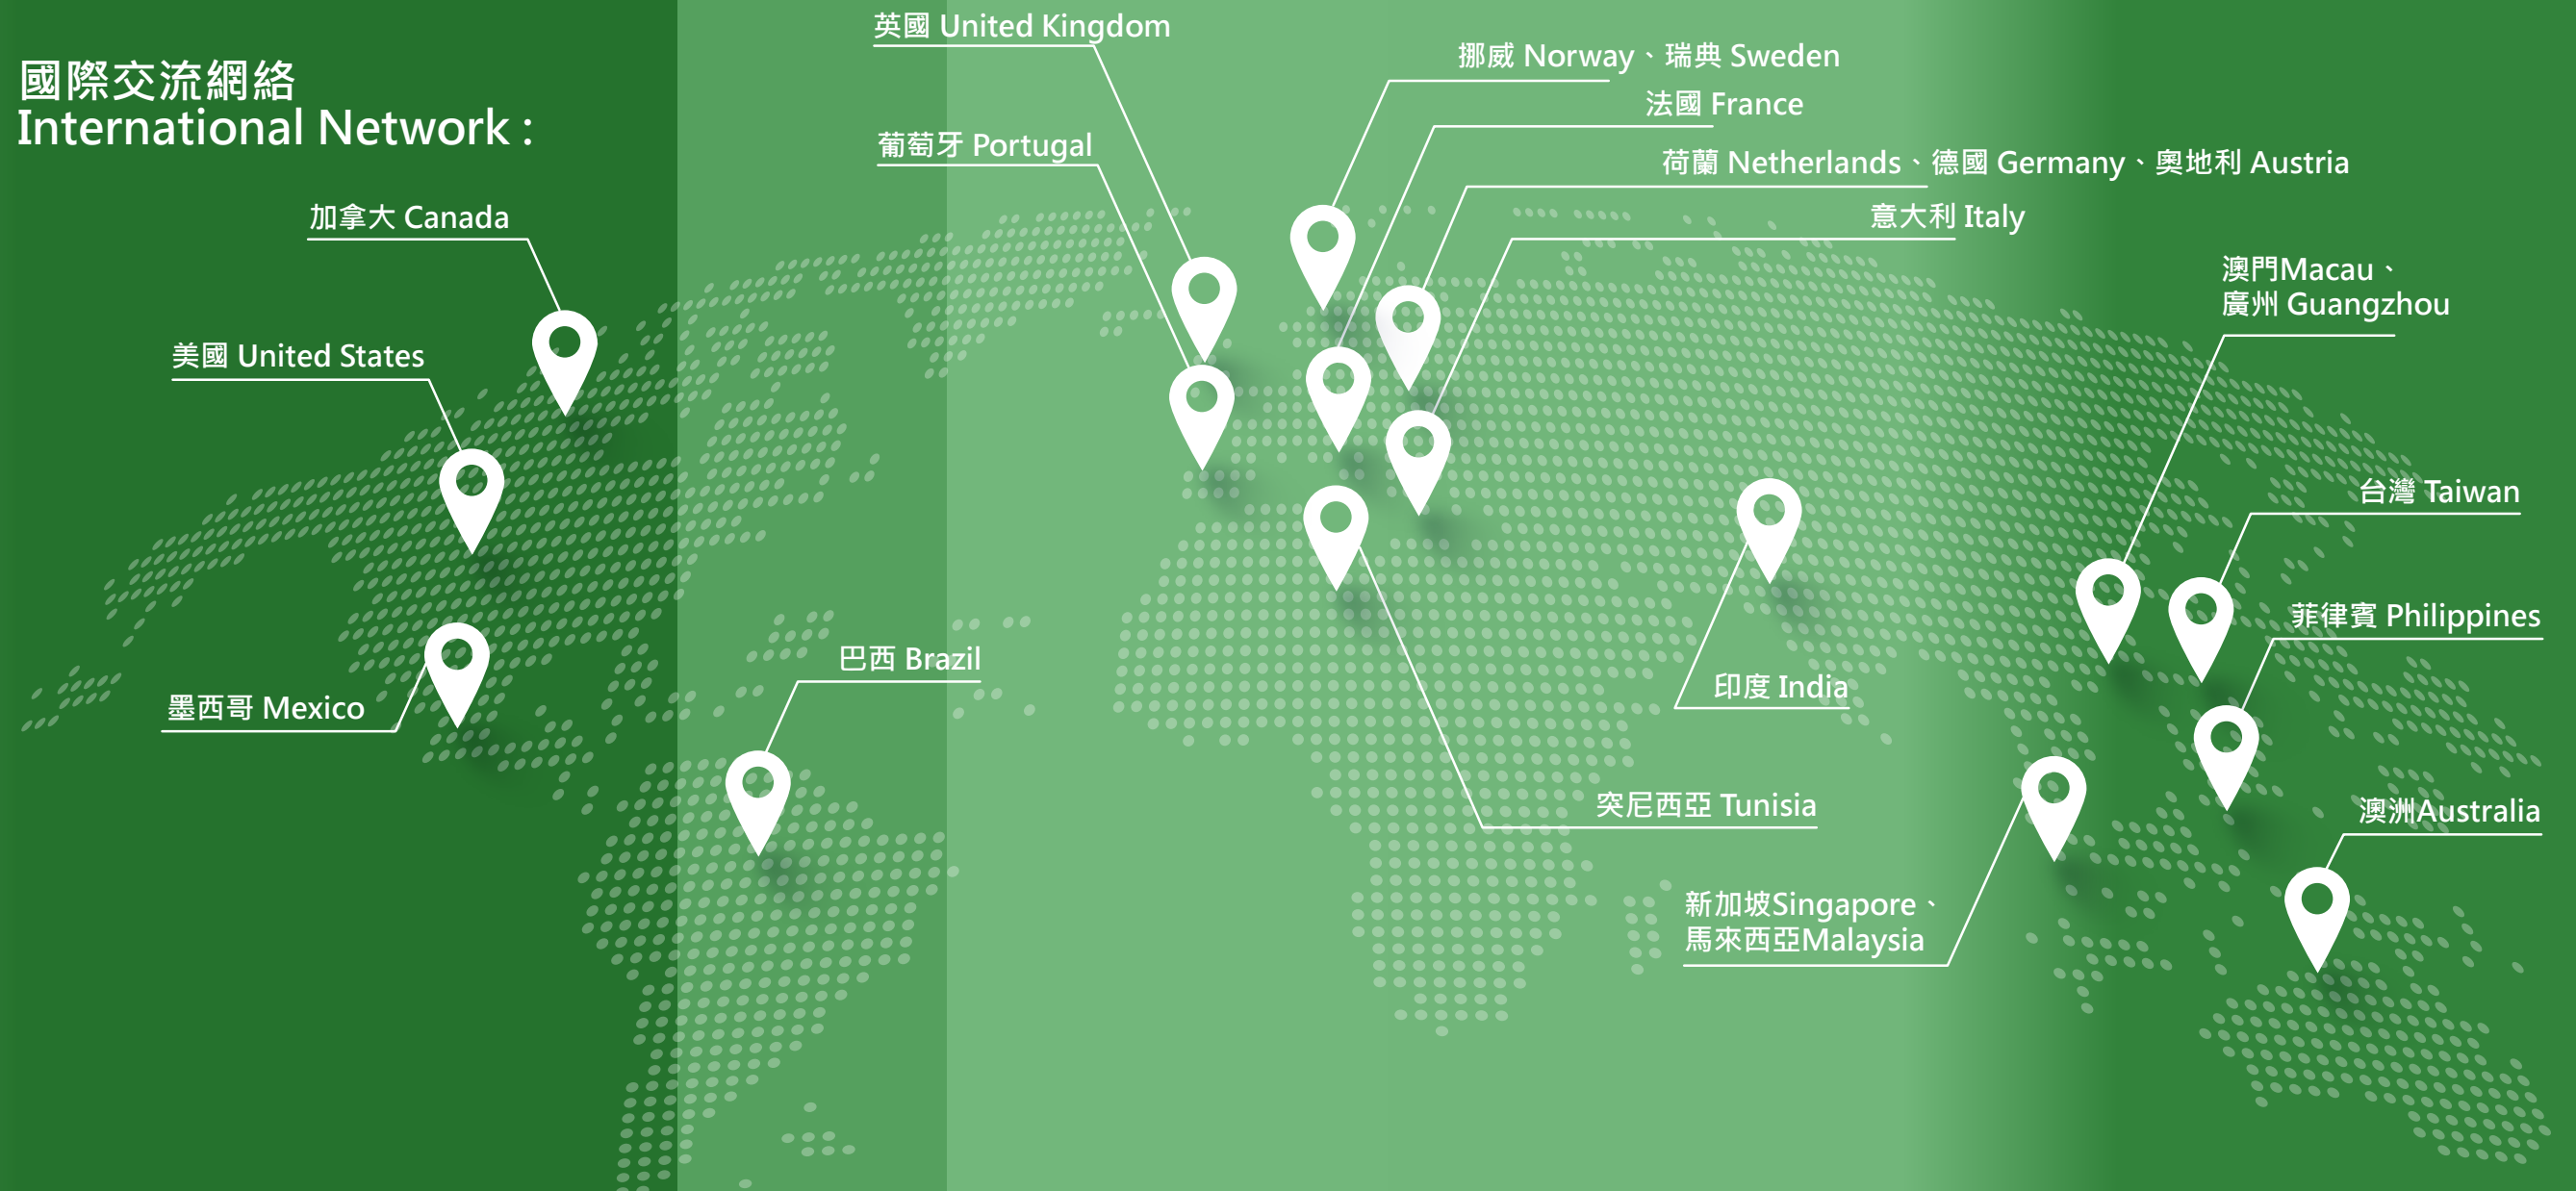 國際交流網絡
International Network :
英國 United Kingdom
挪威 Norway、瑞典 Sweden
法國 France
葡萄牙 Portugal
荷蘭 Netherlands、德國 Germany、奧地利 Austria
加拿大 Canada
意大利 Italy
澳門Macau、
廣州 Guangzhou
美國 United States
台灣 Taiwan
菲律賓 Philippines
巴西 Brazil
印度 India
墨西哥 Mexico
突尼西亞 Tunisia
澳洲Australia
新加坡Singapore、
馬來西亞Malaysia